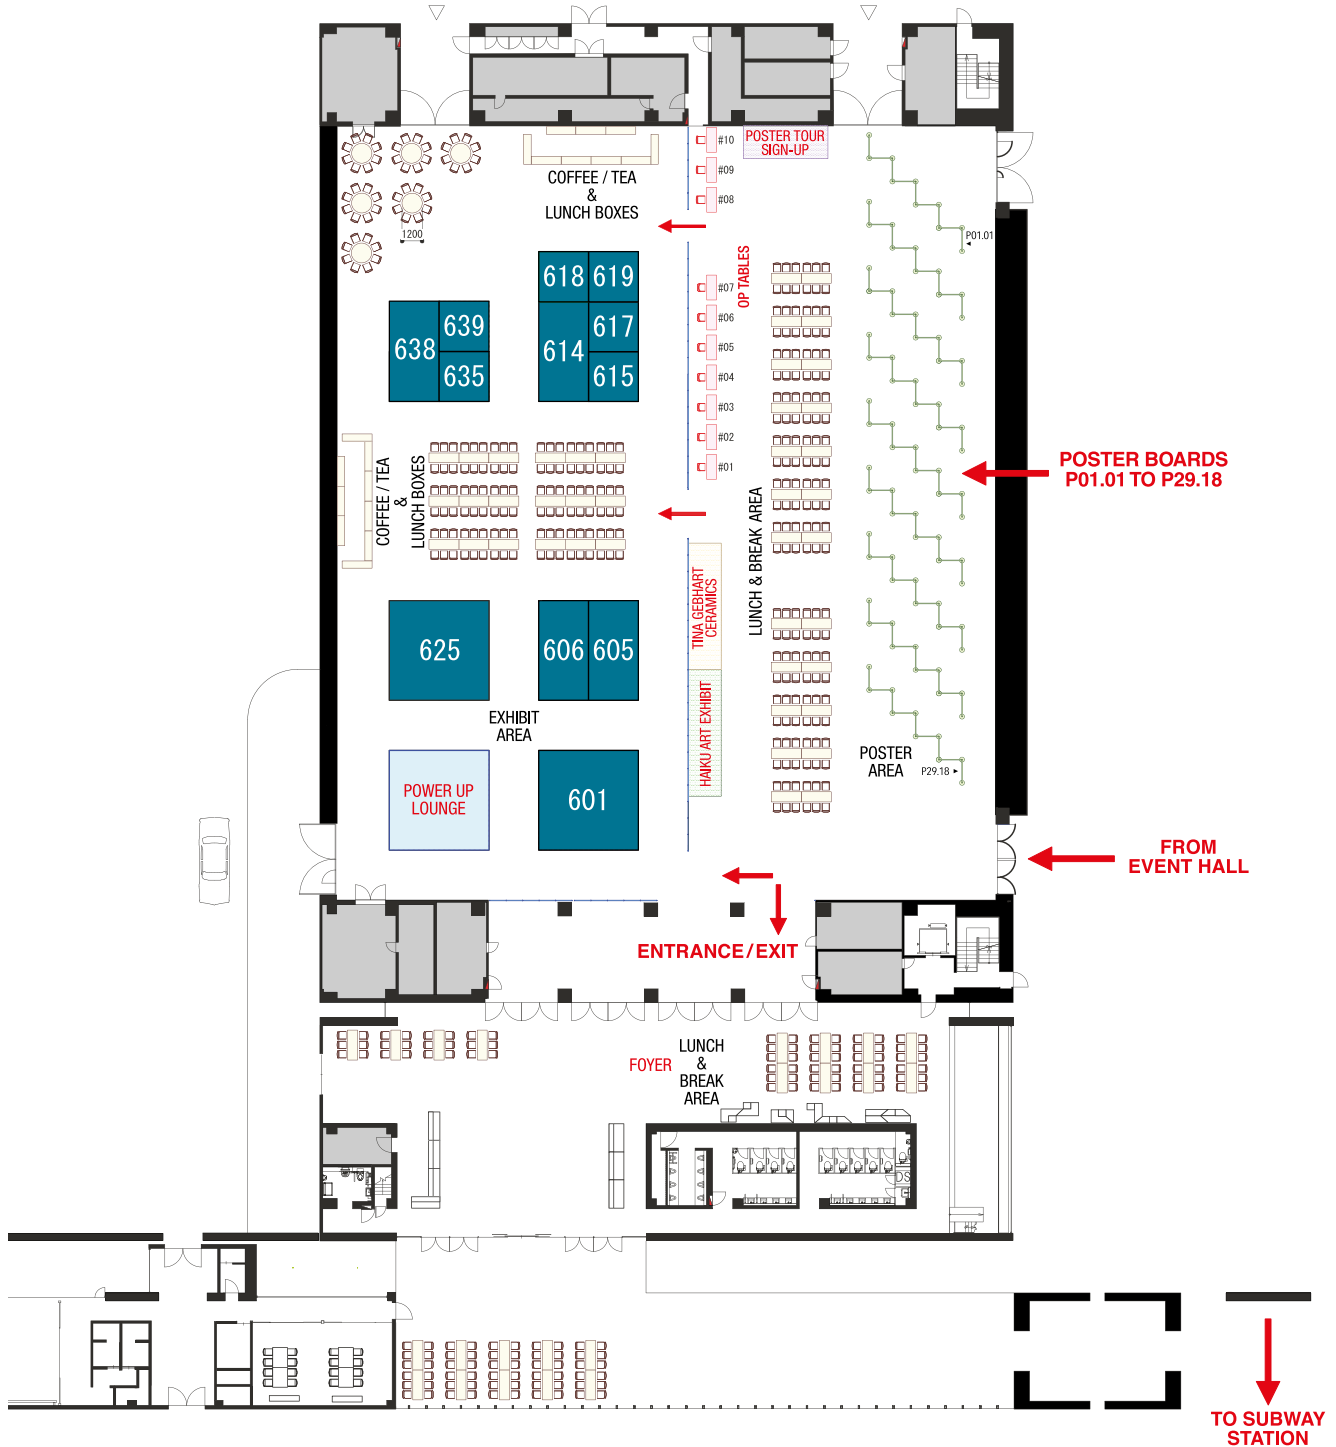 #10
POSTER TOUR
SIGN-UP
#09
#08
COFFEE / TEA
&
LUNCH BOXES
1200
P01.01
OP TABLES
618
619
#07
617
#06
639
638
614
#05
635
615
#04
#03
#02
#01
POSTER BOARDS
P01.01 TO P29.18
COFFEE / TEA
&
LUNCH BOXES
LUNCH & BREAK AREA
TINA GEBHART
CERAMICS
625
606
605
HAIKU ART EXHIBIT
EXHIBIT
AREA
POSTER
AREA
P29.18
POWER UP
LOUNGE
601
FROM
EVENT HALL
ENTRANCE/EXIT
FOYER
LUNCH
&
BREAK
AREA
DS
TO SUBWAY
STATION